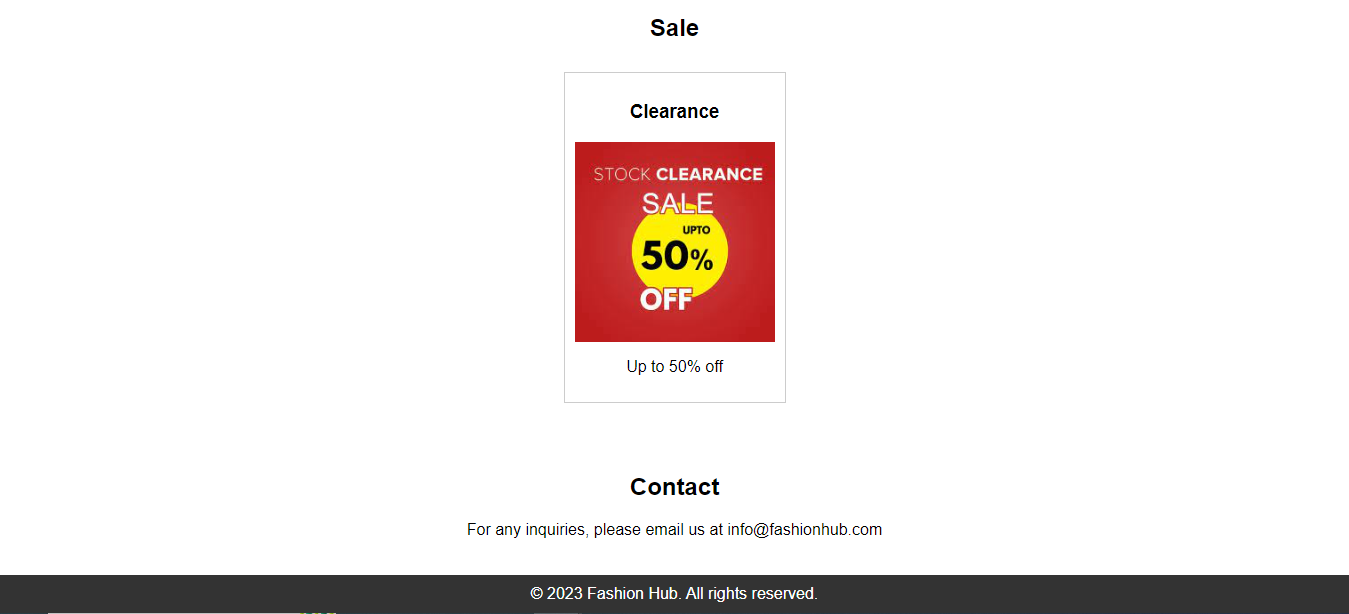 Sale
Clearance
STOCK CLEARANCE
SALE
UPTO
50%
OFF
Up to 50% off
Contact
For any inquiries, please email us at info@fashionhub.com
© 2023 Fashion Hub. All rights reserved.